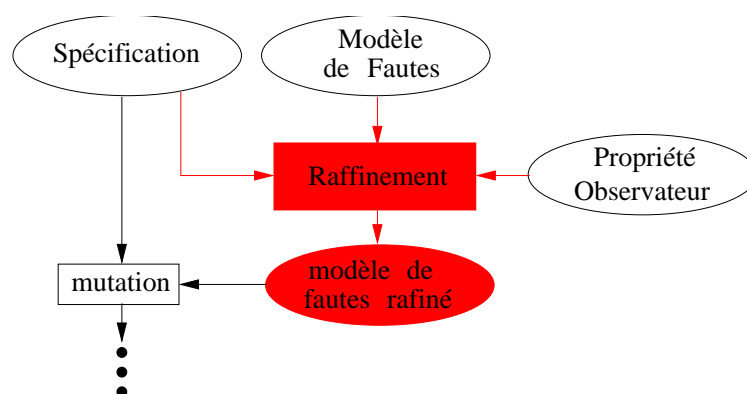 Spécification
Modèle
de Fautes
Raffinement
Propriété
Observateur
modèle de
fautes rafiné
mutation